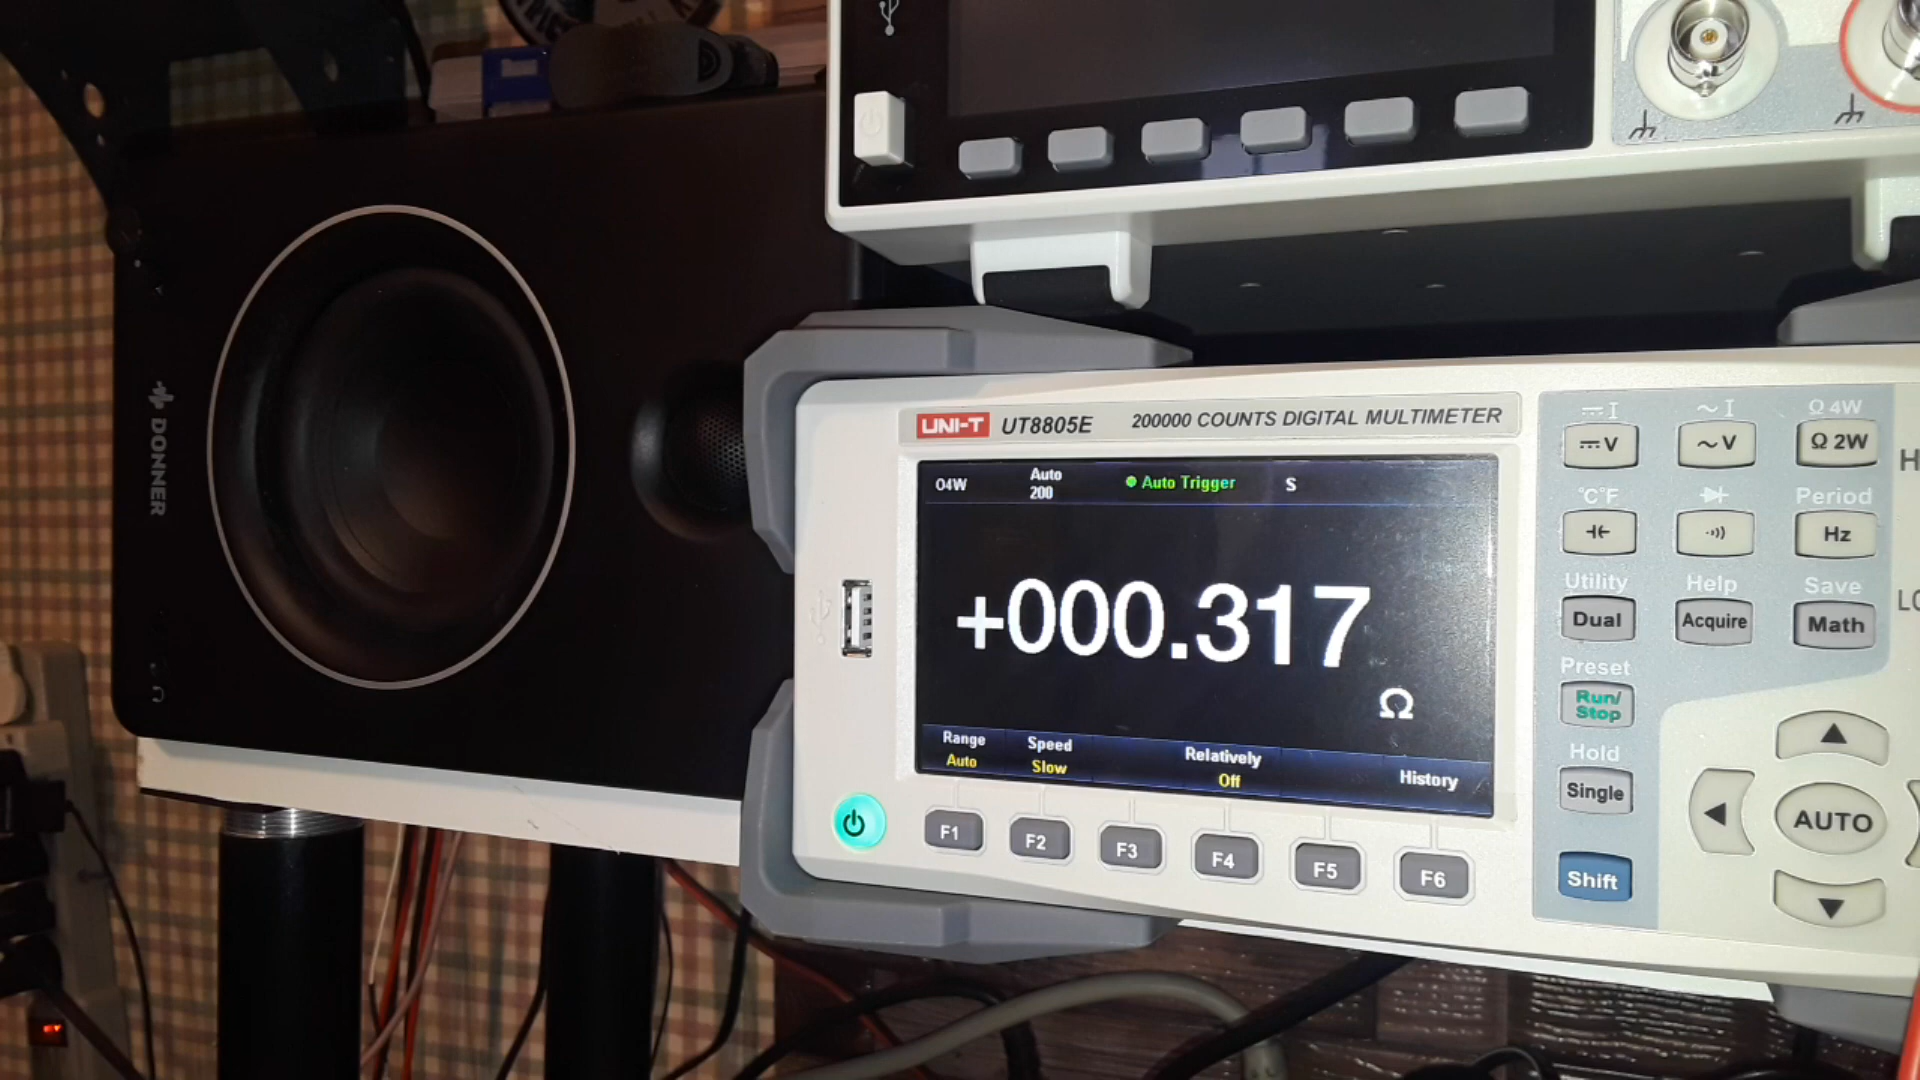 DONNER
UNI-T UT8805E 200000 COUNTS DIGITAL MULTIMETER
O4W Auto 200 Auto Trigger S
+000.317
Ω
Range Speed Relatively History
Auto Slow Off
F1 F2 F3 F4 F5 F6
⎓ I ~ I Ω 4W
⎓ V ~ V Ω 2W
°C°F Period
Hz
Utility Help Save
Dual Acquire Math
Preset
Run/
Stop
Hold
Single
AUTO
Shift